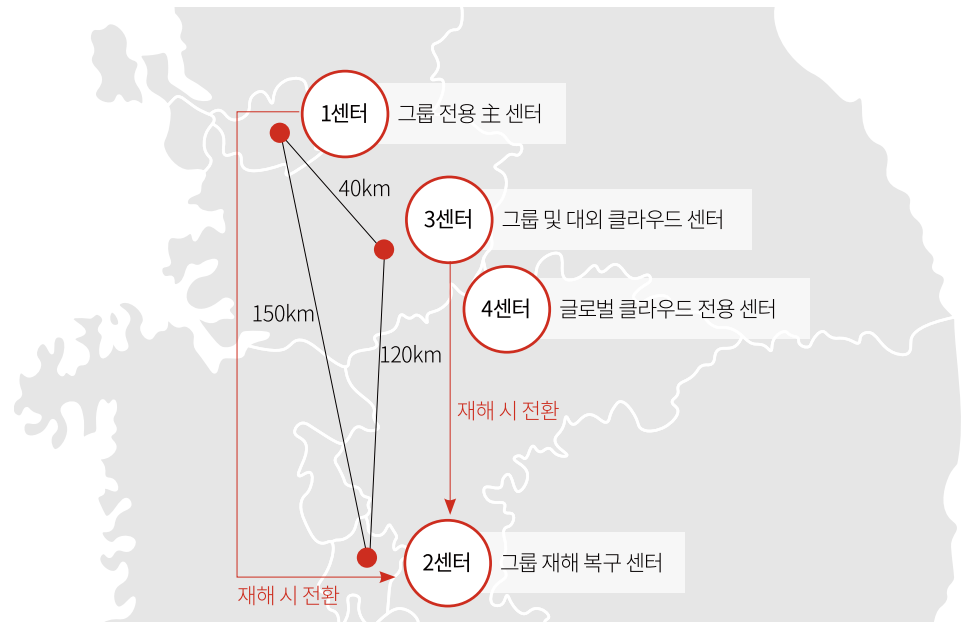 1센터
그룹 전용 主 센터
40km
3센터
그룹 및 대외 클라우드 센터
4센터
글로벌 클라우드 전용 센터
150km
120km
재해 시 전환
2센터
그룹 재해 복구 센터
재해 시 전환